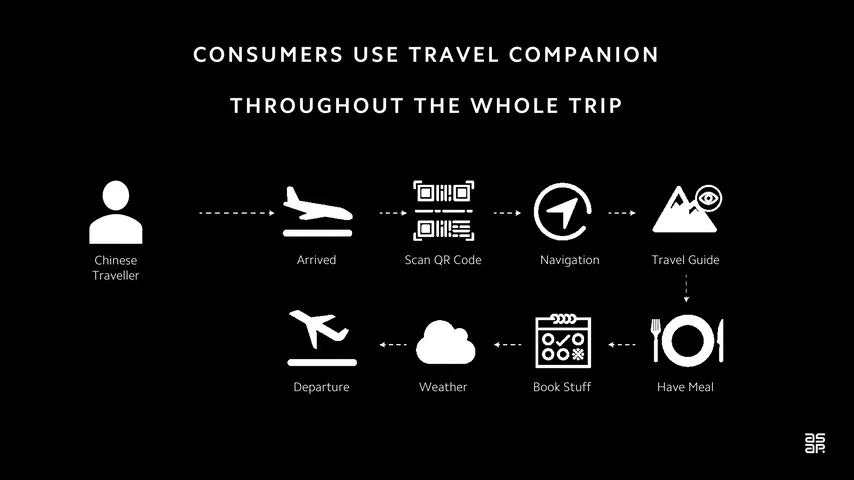 CONSUMERS USE TRAVEL COMPANION
THROUGHOUT THE WHOLE TRIP
Chinese
Traveller
Arrived
Scan QR Code
Navigation
Travel Guide
Have Meal
Book Stuff
Weather
Departure
asap.